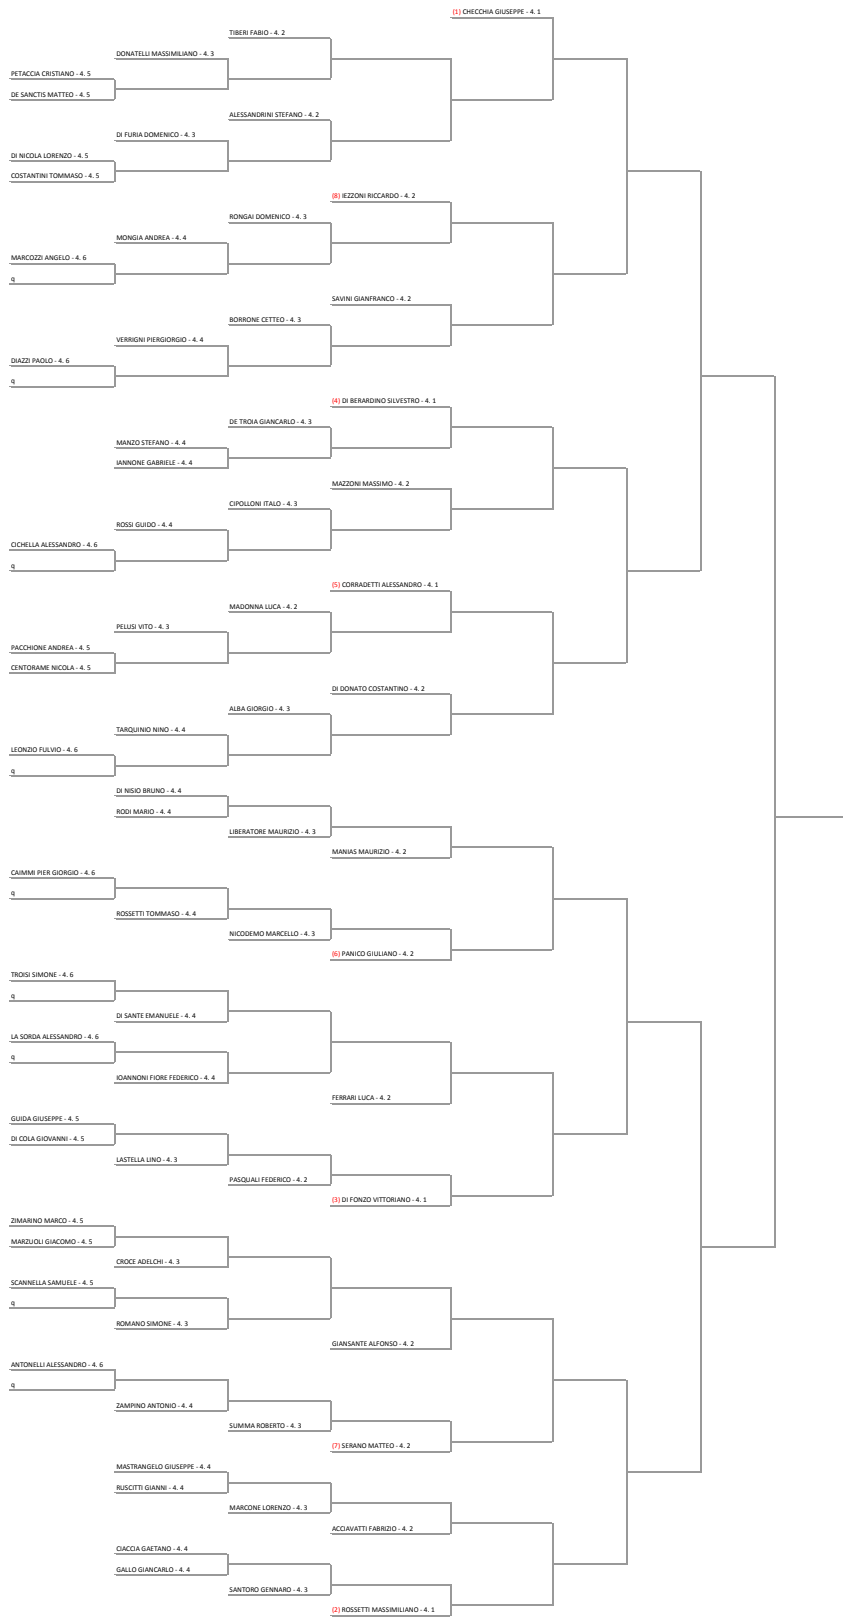 (1) CHECCHIA GIUSEPPE - 4. 1
TIBERI FABIO - 4. 2
DONATELLI MASSIMILIANO - 4. 3
PETACCIA CRISTIANO - 4. 5
DE SANCTIS MATTEO - 4. 5
ALESSANDRINI STEFANO - 4. 2
DI FURIA DOMENICO - 4. 3
DI NICOLA LORENZO - 4. 5
COSTANTINI TOMMASO - 4. 5
(8) IEZZONI RICCARDO - 4. 2
RONGAI DOMENICO - 4. 3
MONGIA ANDREA - 4. 4
MARCOZZI ANGELO - 4. 6
q
SAVINI GIANFRANCO - 4. 2
BORRONE CETTEO - 4. 3
VERRIGNI PIERGIORGIO - 4. 4
DIAZZI PAOLO - 4. 6
q
(4) DI BERARDINO SILVESTRO - 4. 1
DE TROIA GIANCARLO - 4. 3
MANZO STEFANO - 4. 4
IANNONE GABRIELE - 4. 4
MAZZONI MASSIMO - 4. 2
CIPOLLONI ITALO - 4. 3
ROSSI GUIDO - 4. 4
CICHELLA ALESSANDRO - 4. 6
q
(5) CORRADETTI ALESSANDRO - 4. 1
MADONNA LUCA - 4. 2
PELUSI VITO - 4. 3
PACCHIONE ANDREA - 4. 5
CENTORAME NICOLA - 4. 5
DI DONATO COSTANTINO - 4. 2
ALBA GIORGIO - 4. 3
TARQUINIO NINO - 4. 4
LEONZIO FULVIO - 4. 6
q
DI NISIO BRUNO - 4. 4
RODI MARIO - 4. 4
LIBERATORE MAURIZIO - 4. 3
MANIAS MAURIZIO - 4. 2
CAIMMI PIER GIORGIO - 4. 6
q
ROSSETTI TOMMASO - 4. 4
NICODEMO MARCELLO - 4. 3
(6) PANICO GIULIANO - 4. 2
TROISI SIMONE - 4. 6
q
DI SANTE EMANUELE - 4. 4
LA SORDA ALESSANDRO - 4. 6
q
IOANNONI FIORE FEDERICO - 4. 4
FERRARI LUCA - 4. 2
GUIDA GIUSEPPE - 4. 5
DI COLA GIOVANNI - 4. 5
LASTELLA LINO - 4. 3
PASQUALI FEDERICO - 4. 2
(3) DI FONZO VITTORIANO - 4. 1
ZIMARINO MARCO - 4. 5
MARZUOLI GIACOMO - 4. 5
CROCE ADELCHI - 4. 3
SCANNELLA SAMUELE - 4. 5
q
ROMANO SIMONE - 4. 3
GIANSANTE ALFONSO - 4. 2
ANTONELLI ALESSANDRO - 4. 6
q
ZAMPINO ANTONIO - 4. 4
SUMMA ROBERTO - 4. 3
(7) SERANO MATTEO - 4. 2
MASTRANGELO GIUSEPPE - 4. 4
RUSCITTI GIANNI - 4. 4
MARCONE LORENZO - 4. 3
ACCIAVATTI FABRIZIO - 4. 2
CIACCIA GAETANO - 4. 4
GALLO GIANCARLO - 4. 4
SANTORO GENNARO - 4. 3
(2) ROSSETTI MASSIMILIANO - 4. 1